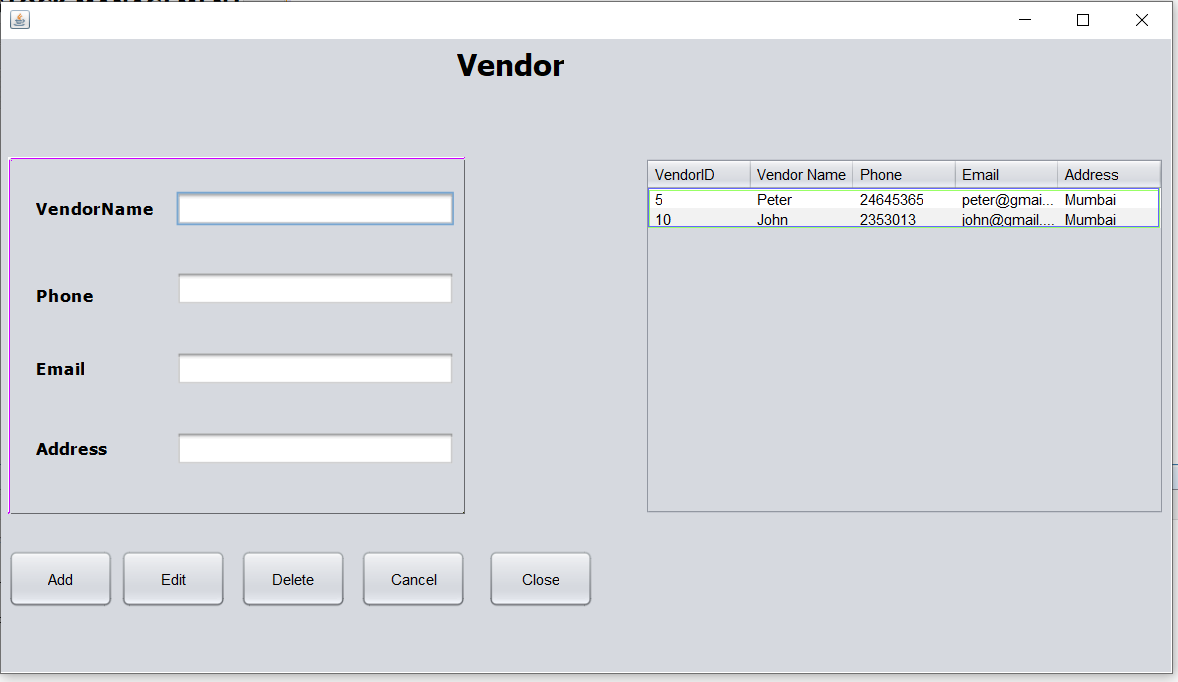 Vendor
VendorName
Phone
Email
Address
VendorID Vendor Name Phone Email Address
5 Peter 24645365 peter@gmai... Mumbai
10 John 2353013 john@gmail.... Mumbai
Add Edit Delete Cancel Close